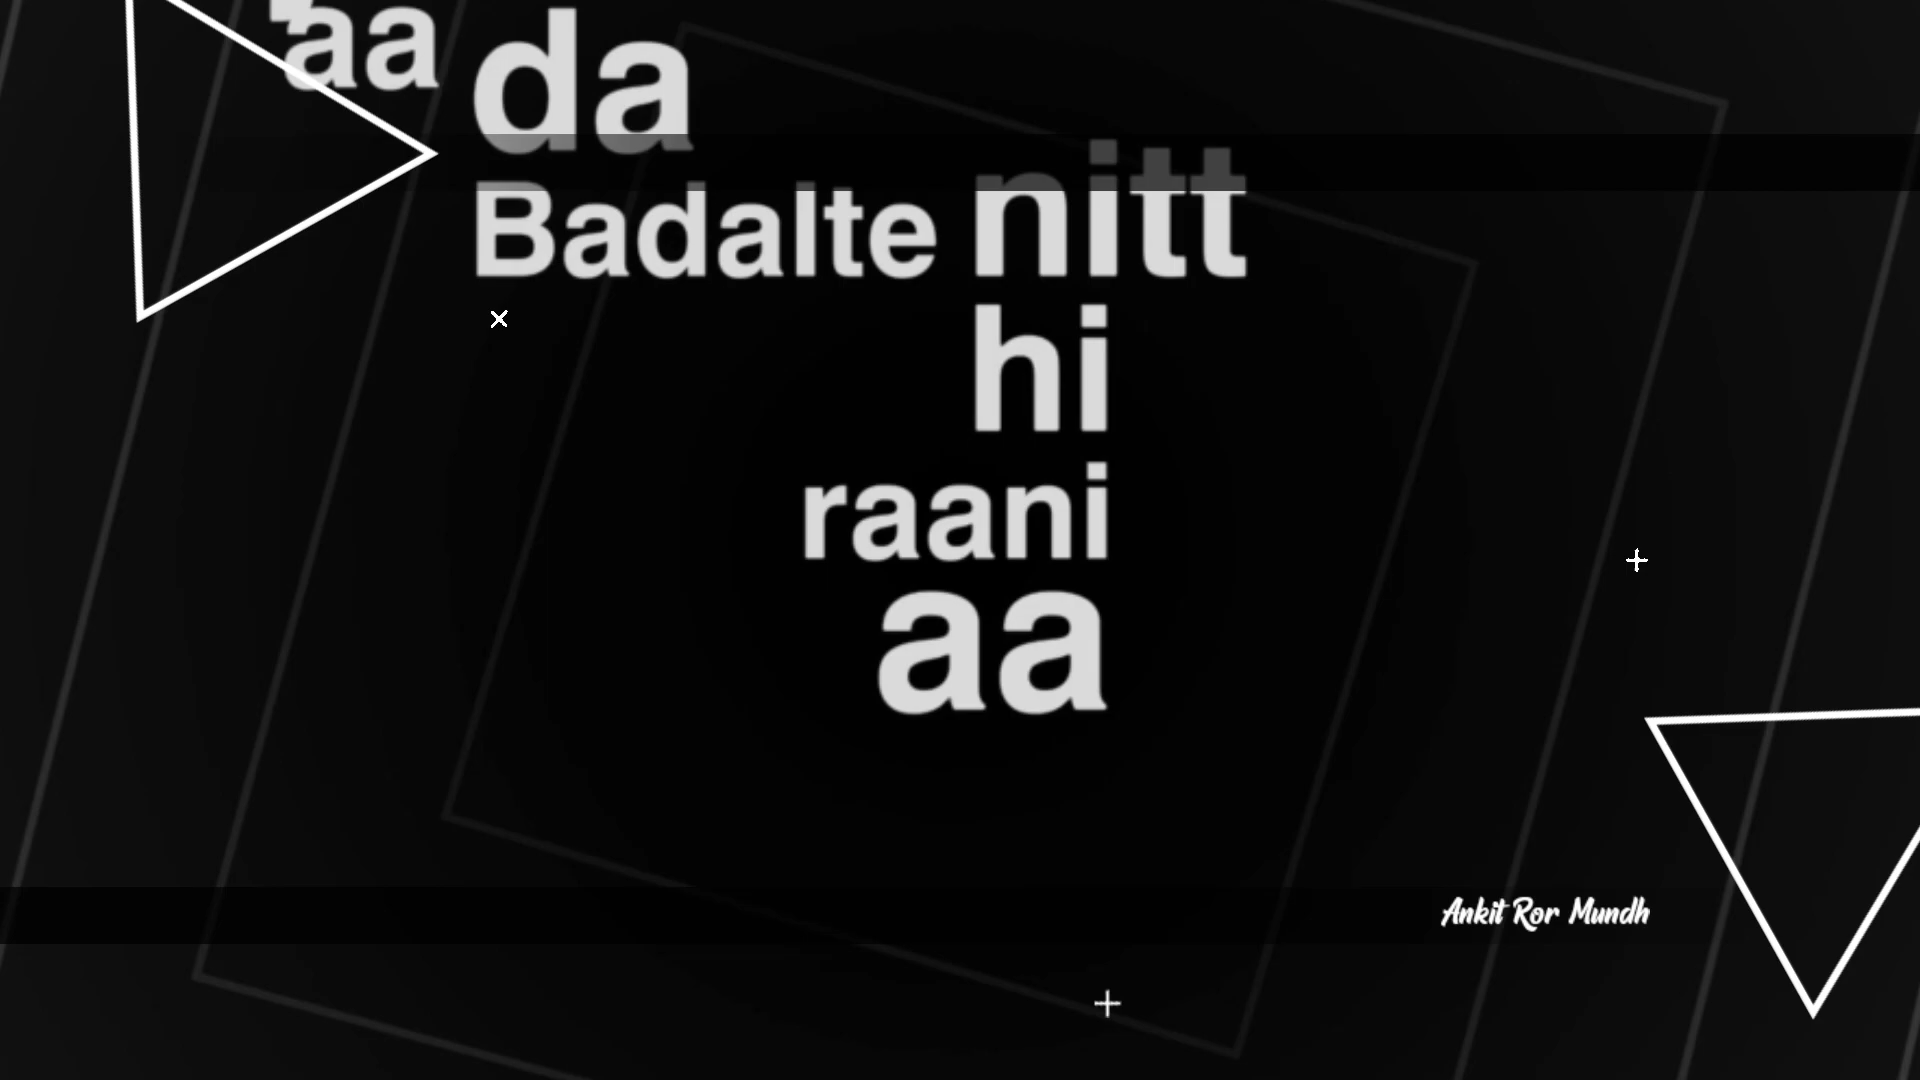 aa da
Badalte nitt
hi
raani
aa
Ankit Ror Mundh